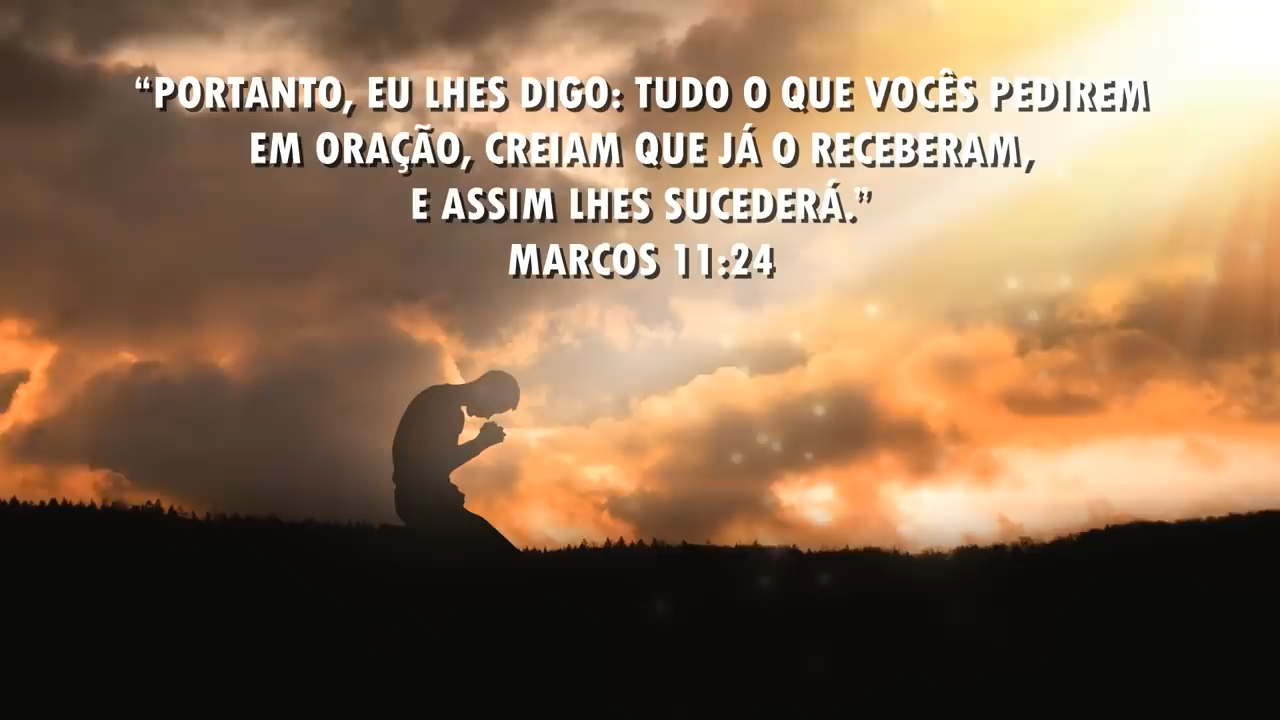 “PORTANTO, EU LHES DIGO: TUDO O QUE VOCÊS PEDIREM
EM ORAÇÃO, CREIAM QUE JÁ O RECEBERAM,
E ASSIM LHES SUCEDERÁ.”
MARCOS 11:24